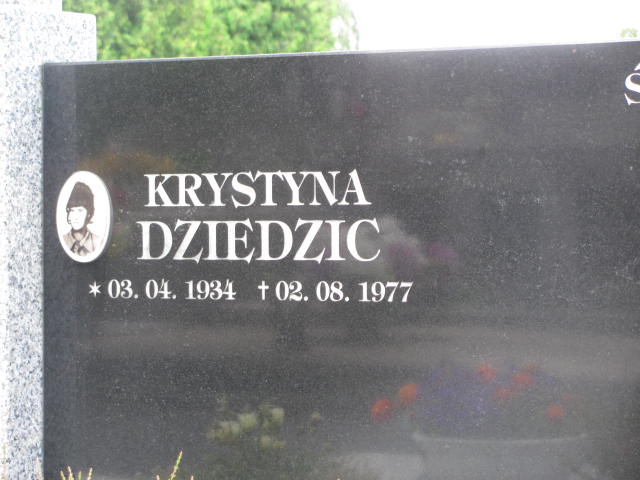 KRYSTYNA
DZIEDZIC
* 03. 04. 1934 † 02. 08. 1977